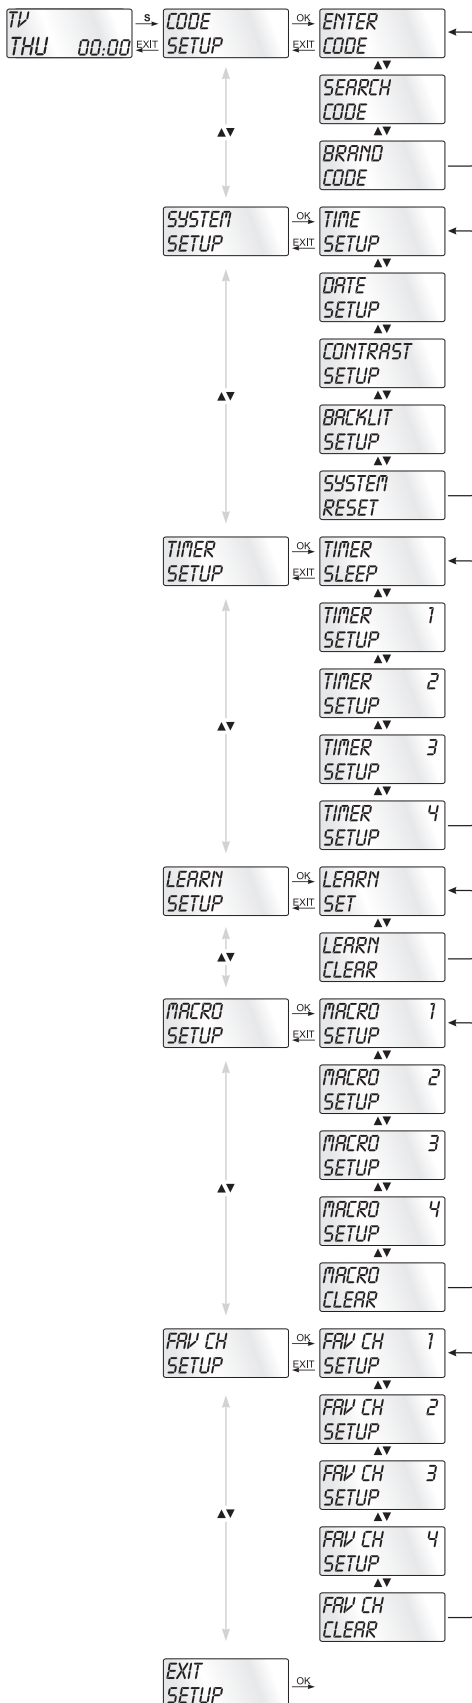 TV
THU 00:00
S
EXIT
CODE
SETUP
OK
EXIT
ENTER
CODE
▲▼
SEARCH
CODE
▲▼
BRAND
CODE
▲▼
SYSTEM
SETUP
OK
EXIT
TIME
SETUP
▲▼
DATE
SETUP
▲▼
CONTRAST
SETUP
▲▼
BACKLIT
SETUP
▲▼
SYSTEM
RESET
▲▼
TIMER
SETUP
OK
EXIT
TIMER
SLEEP
▲▼
TIMER 1
SETUP
▲▼
TIMER 2
SETUP
▲▼
TIMER 3
SETUP
▲▼
TIMER 4
SETUP
▲▼
LEARN
SETUP
OK
EXIT
LEARN
SET
▲▼
LEARN
CLEAR
▲▼
MACRO
SETUP
OK
EXIT
MACRO 1
SETUP
▲▼
MACRO 2
SETUP
▲▼
MACRO 3
SETUP
▲▼
MACRO 4
SETUP
▲▼
MACRO
CLEAR
▲▼
FAV CH
SETUP
OK
EXIT
FAV CH 1
SETUP
▲▼
FAV CH 2
SETUP
▲▼
FAV CH 3
SETUP
▲▼
FAV CH 4
SETUP
▲▼
FAV CH
CLEAR
▲▼
EXIT
SETUP
OK